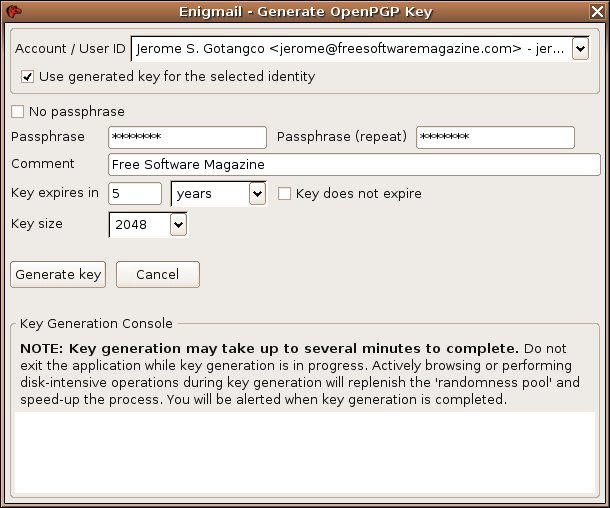 Enigmail - Generate OpenPGP Key
Account / User ID Jerome S. Gotangco <jerome@freesoftwaremagazine.com> - jer...
Use generated key for the selected identity
No passphrase
Passphrase ******* Passphrase (repeat) *******
Comment Free Software Magazine
Key expires in 5 years Key does not expire
Key size 2048
Generate key Cancel
Key Generation Console
NOTE: Key generation may take up to several minutes to complete. Do not
exit the application while key generation is in progress. Actively browsing or performing
disk-intensive operations during key generation will replenish the 'randomness pool' and
speed-up the process. You will be alerted when key generation is completed.